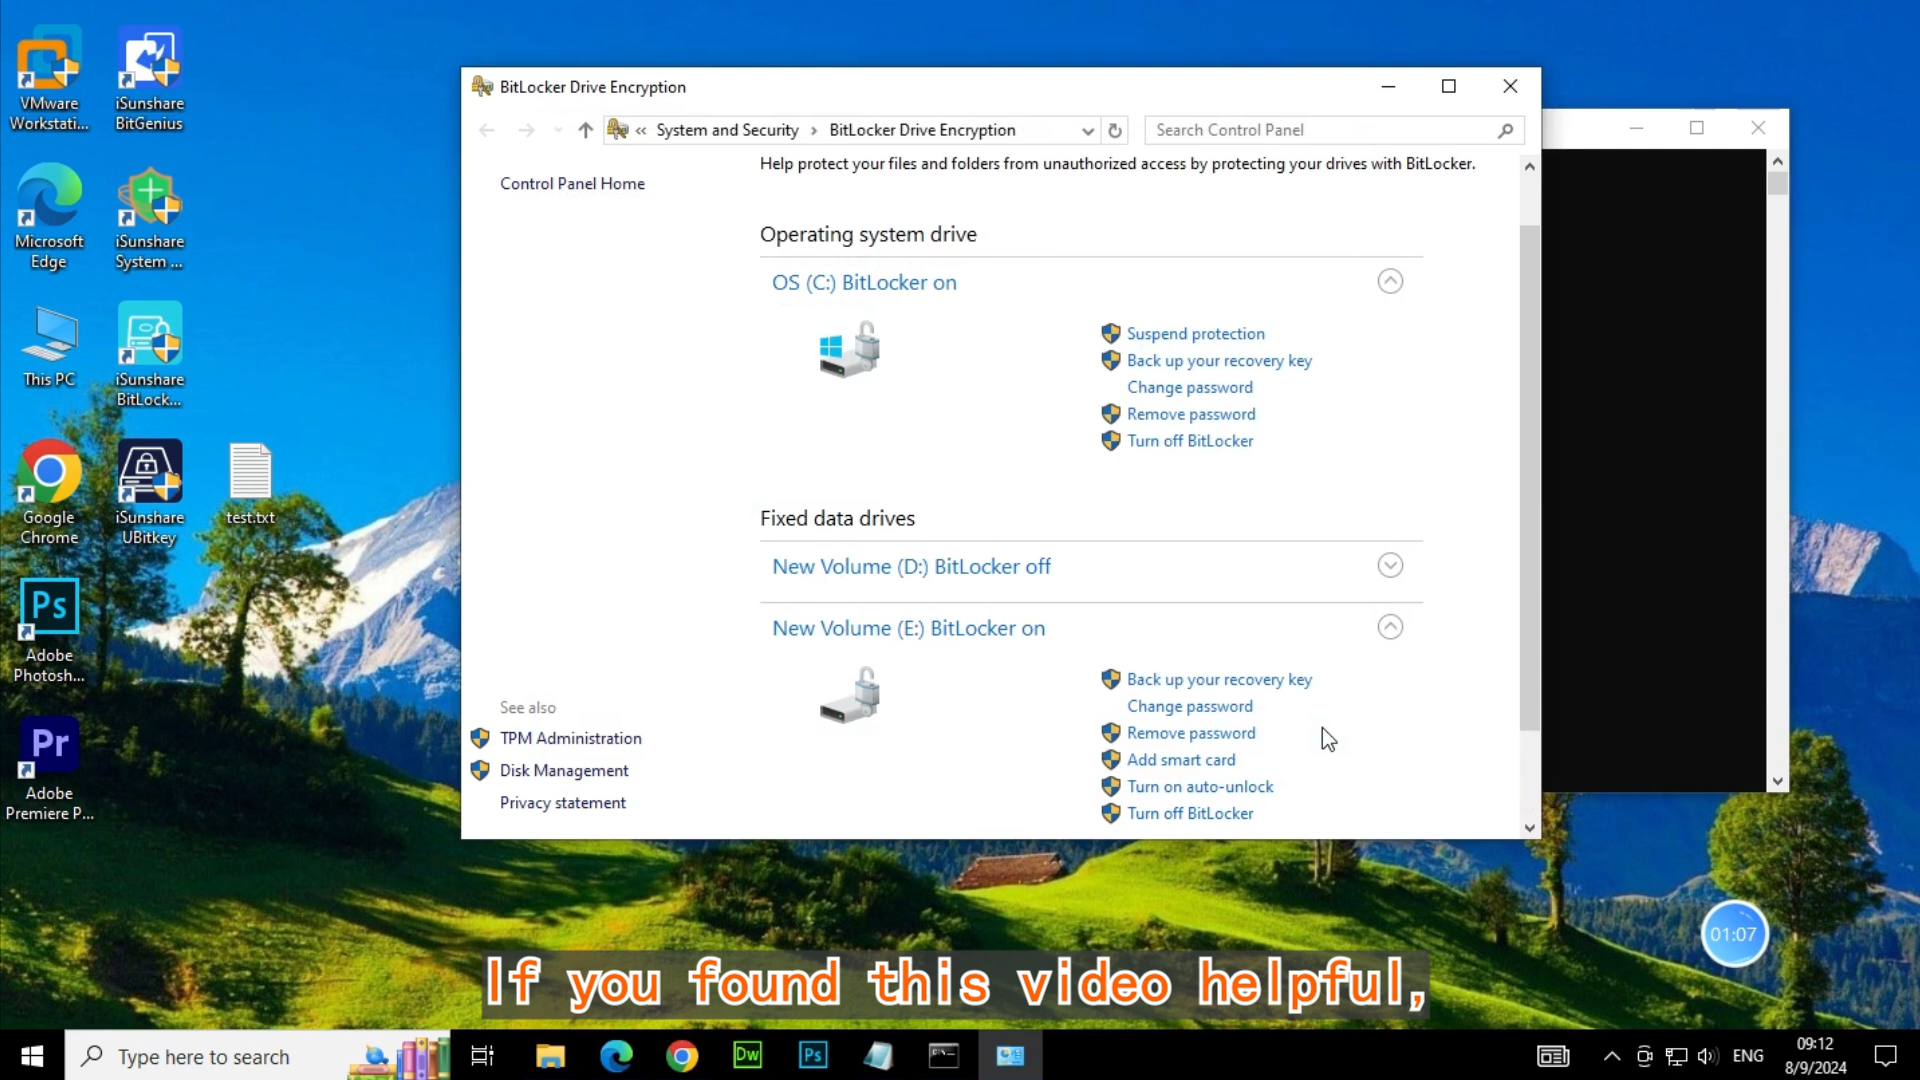 VMware
Workstati...
iSunshare
BitGenius
Microsoft
Edge
iSunshare
System ...
This PC
iSunshare
BitLock...
Google
Chrome
iSunshare
UBitkey
test.txt
Ps
Adobe
Photosh...
Pr
Adobe
Premiere P...
BitLocker Drive Encryption
« System and Security › BitLocker Drive Encryption
Search Control Panel
Control Panel Home
Help protect your files and folders from unauthorized access by protecting your drives with BitLocker.
Operating system drive
OS (C:) BitLocker on
Suspend protection
Back up your recovery key
Change password
Remove password
Turn off BitLocker
Fixed data drives
New Volume (D:) BitLocker off
New Volume (E:) BitLocker on
Back up your recovery key
Change password
Remove password
Add smart card
Turn on auto-unlock
Turn off BitLocker
See also
TPM Administration
Disk Management
Privacy statement
01:07
If you found this video helpful,
Type here to search
Dw
Ps
ENG
09:12
8/9/2024